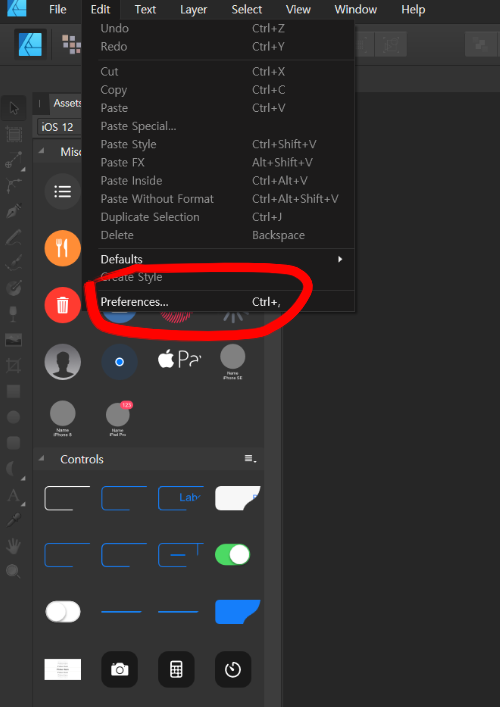 File Edit Text Layer Select View Window Help
Undo Ctrl+Z
Redo Ctrl+Y
Cut Ctrl+X
Copy Ctrl+C
Paste Ctrl+V
Paste Special...
Paste Style Ctrl+Shift+V
Paste FX Alt+Shift+V
Paste Inside Ctrl+Alt+V
Paste Without Format Ctrl+Alt+Shift+V
Duplicate Selection Ctrl+J
Delete Backspace
Defaults
Create Style
Preferences... Ctrl+,
Assets
iOS 12
Misc
Pay
Name
iPhone SE
Name
iPhone 8
123
Name
iPad Pro
Controls
Labe